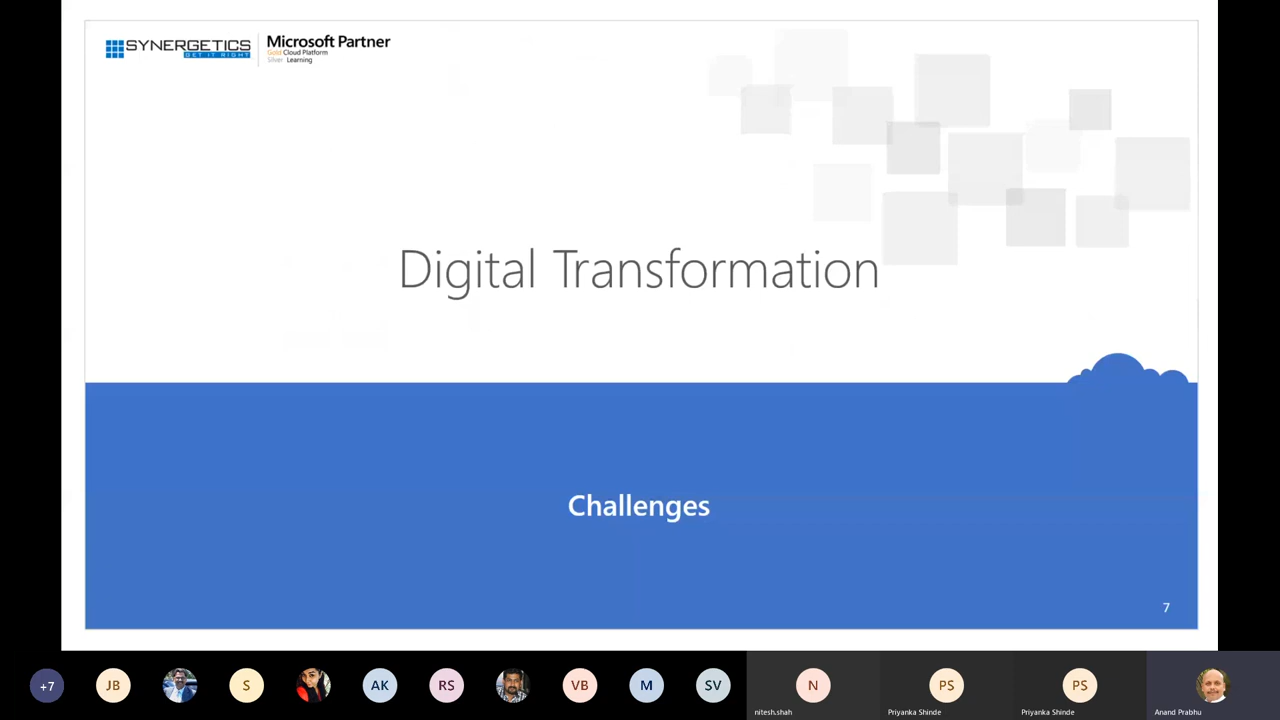 SYNERGETICS
GET IT RIGHT
Microsoft Partner
Gold Cloud Platform
Silver Learning
Digital Transformation
Challenges
7
+7
JB
S
AK
RS
VB
M
SV
N
PS
PS
nitesh.shah
Priyanka Shinde
Priyanka Shinde
Anand Prabhu